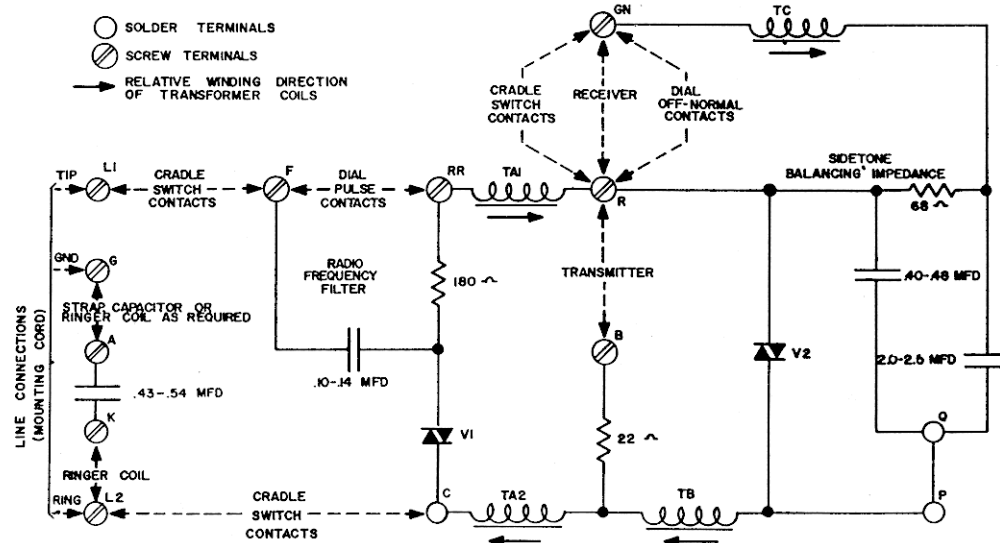 SOLDER TERMINALS
SCREW TERMINALS
RELATIVE WINDING DIRECTION
OF TRANSFORMER COILS
GN
TC
CRADLE
SWITCH
CONTACTS
RECEIVER
DIAL
OFF-NORMAL
CONTACTS
TIP
L1
CRADLE
SWITCH
CONTACTS
F
DIAL
PULSE
CONTACTS
RR
TA1
R
SIDETONE
BALANCING IMPEDANCE
68 ⏦
GND
G
STRAP CAPACITOR OR
RINGER COIL AS REQUIRED
RADIO
FREQUENCY
FILTER
180 ⏦
TRANSMITTER
.40-.48 MFD
A
.43-.54 MFD
.10-.14 MFD
B
V2
2.0-2.5 MFD
LINE CONNECTIONS
(MOUNTING CORD)
K
V1
22 ⏦
Q
RINGER COIL
RING
L2
CRADLE
SWITCH
CONTACTS
C
TA2
TB
P